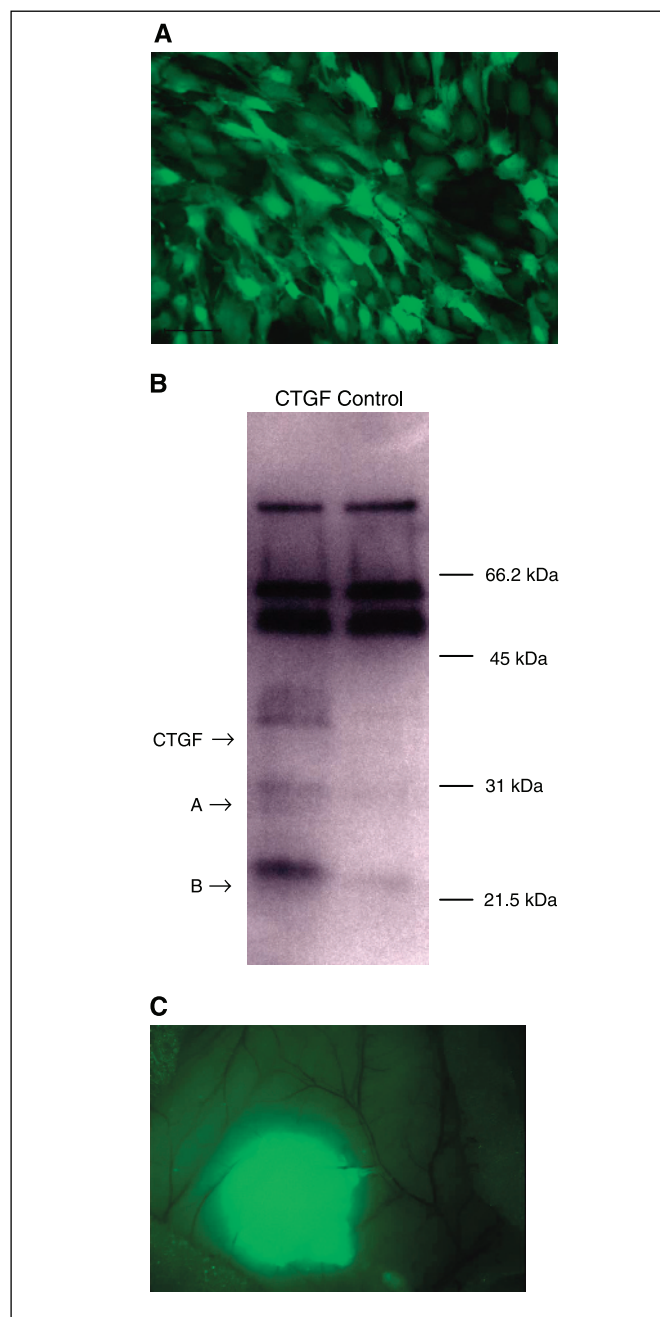 A
B
CTGF Control
66.2 kDa
45 kDa
CTGF →
31 kDa
A →
B →
21.5 kDa
C